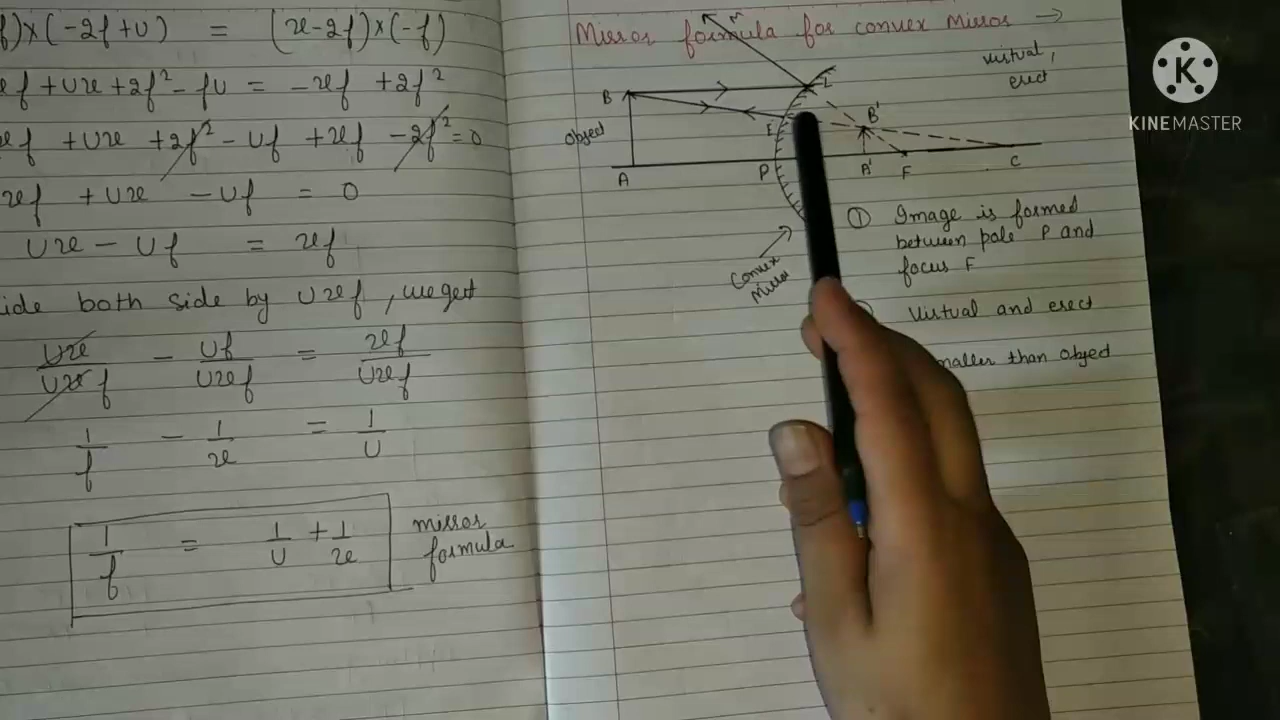 f)×(-2f+v) = (u-2f)×(-f)
uf + vu + 2f² - fv = -uf + 2f²
uf + vu + 2f² - vf + uf - 2f² = 0
uf + vu - vf = 0
vu - vf = uf
ide both side by vuf, we get
vu/vuf - vf/vuf = uf/vuf
1/f - 1/u = 1/v
1/f = 1/v + 1/u
mirror
formula
Mirror formula for convex Mirror →
virtual,
erect
KINEMASTER
K
M
B
L
E
B'
object
A
P
A'
F
C
Convex
Mirror
① Image is formed
between pole P and
focus F
Virtual and erect
maller than object